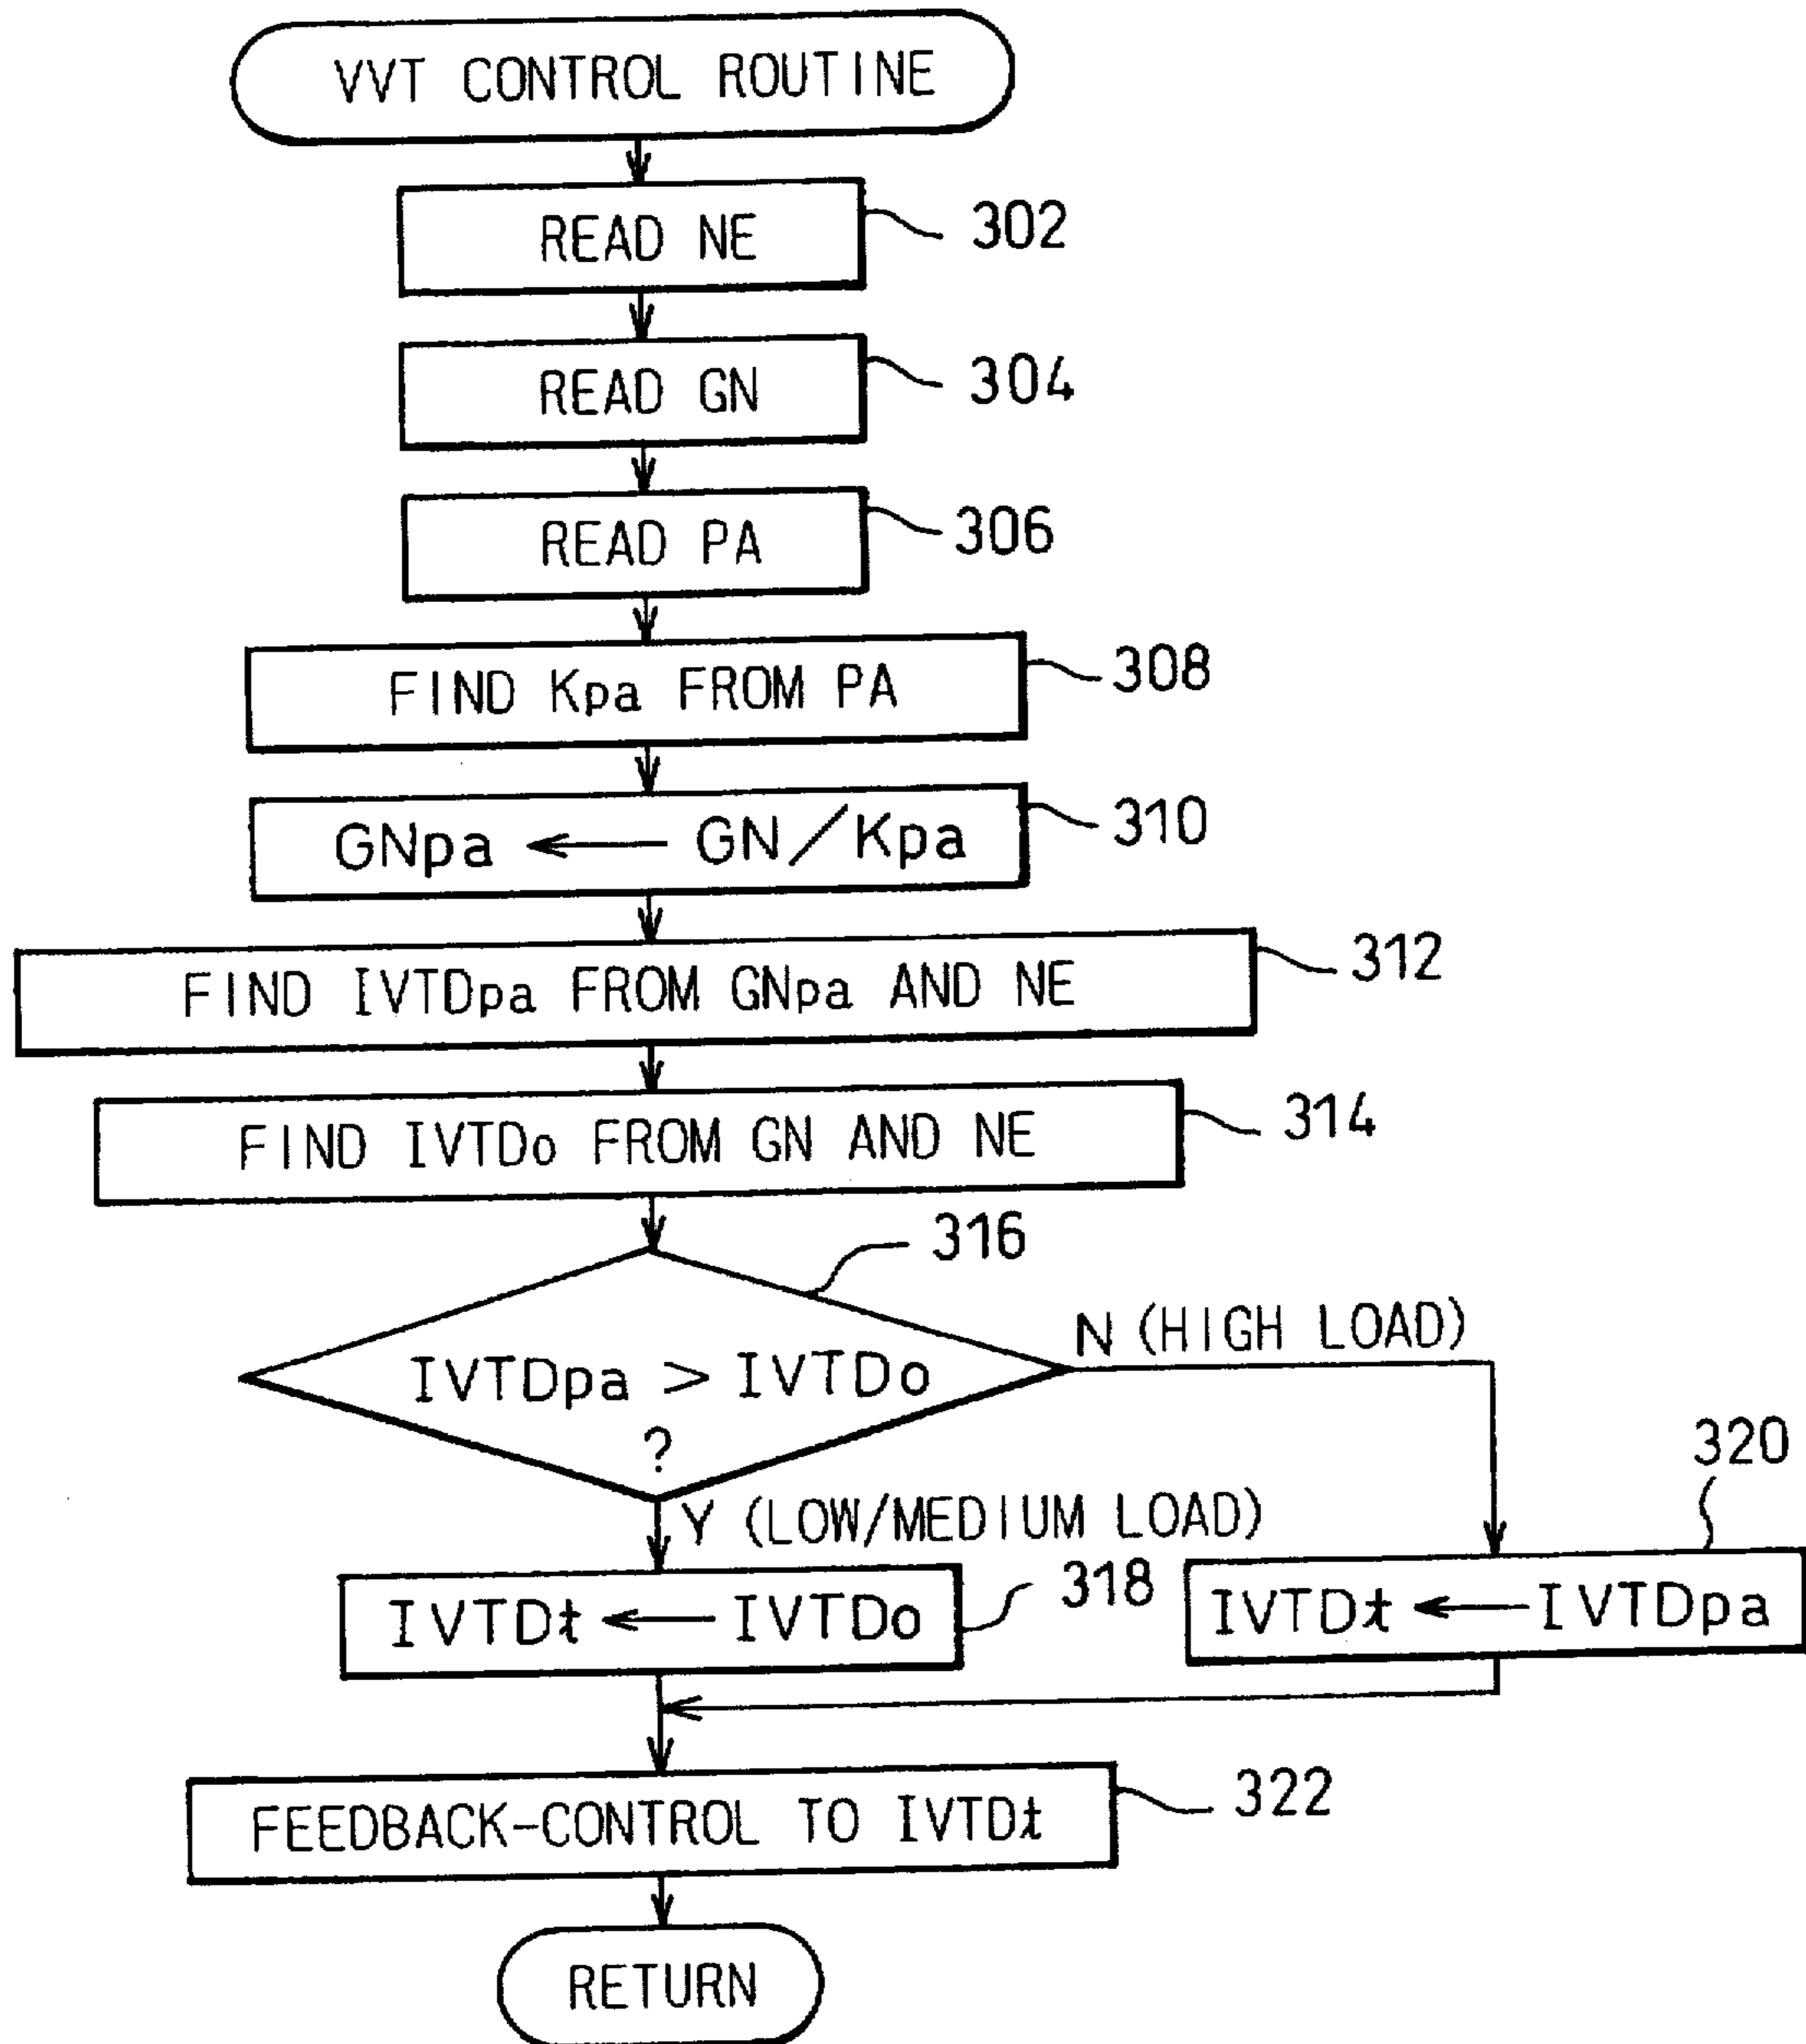 VVT CONTROL ROUTINE
READ NE
302
READ GN
304
READ PA
306
FIND Kpa FROM PA
308
GNpa ← GN/Kpa
310
FIND IVTDpa FROM GNpa AND NE
312
FIND IVTDo FROM GN AND NE
314
316
IVTDpa > IVTDo
?
N (HIGH LOAD)
Y (LOW/MEDIUM LOAD)
IVTDt ← IVTDo
318
320
IVTDt ← IVTDpa
FEEDBACK-CONTROL TO IVTDt
322
RETURN